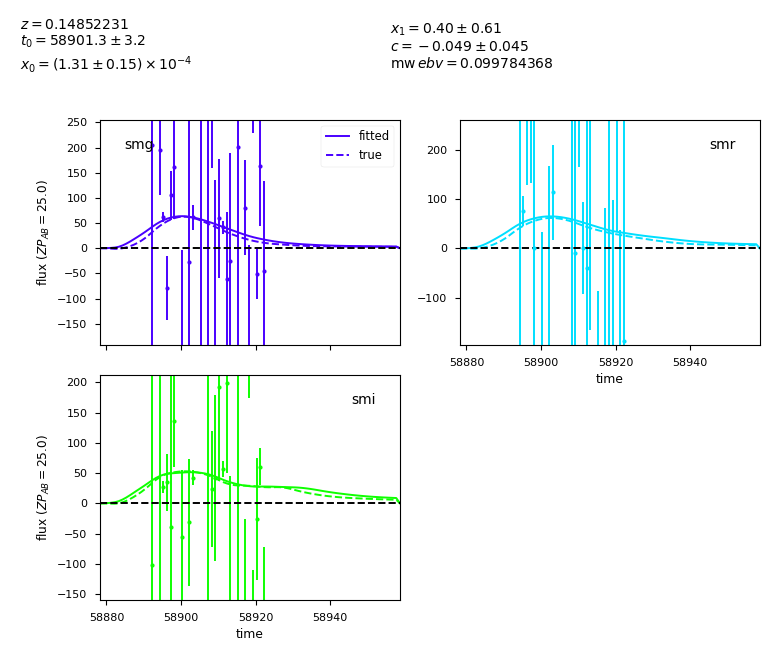 z = 0.14852231
t₀ = 58901.3 ± 3.2
x₀ = (1.31 ± 0.15) × 10⁻⁴
x₁ = 0.40 ± 0.61
c = −0.049 ± 0.045
mw ebv = 0.099784368
smg
fitted
true
250
200
150
100
50
0
−50
−100
−150
flux (ZP_AB = 25.0)
smr
200
100
0
−100
58880 58900 58920 58940
time
smi
200
150
100
50
0
−50
−100
−150
flux (ZP_AB = 25.0)
58880 58900 58920 58940
time